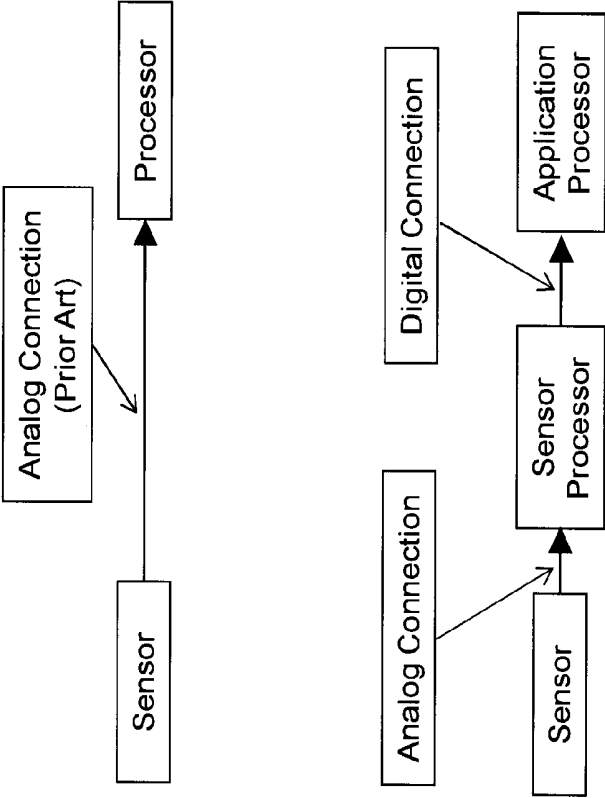 Analog Connection
(Prior Art)
Sensor
Processor
Analog Connection
Digital Connection
Sensor
Sensor
Processor
Application
Processor